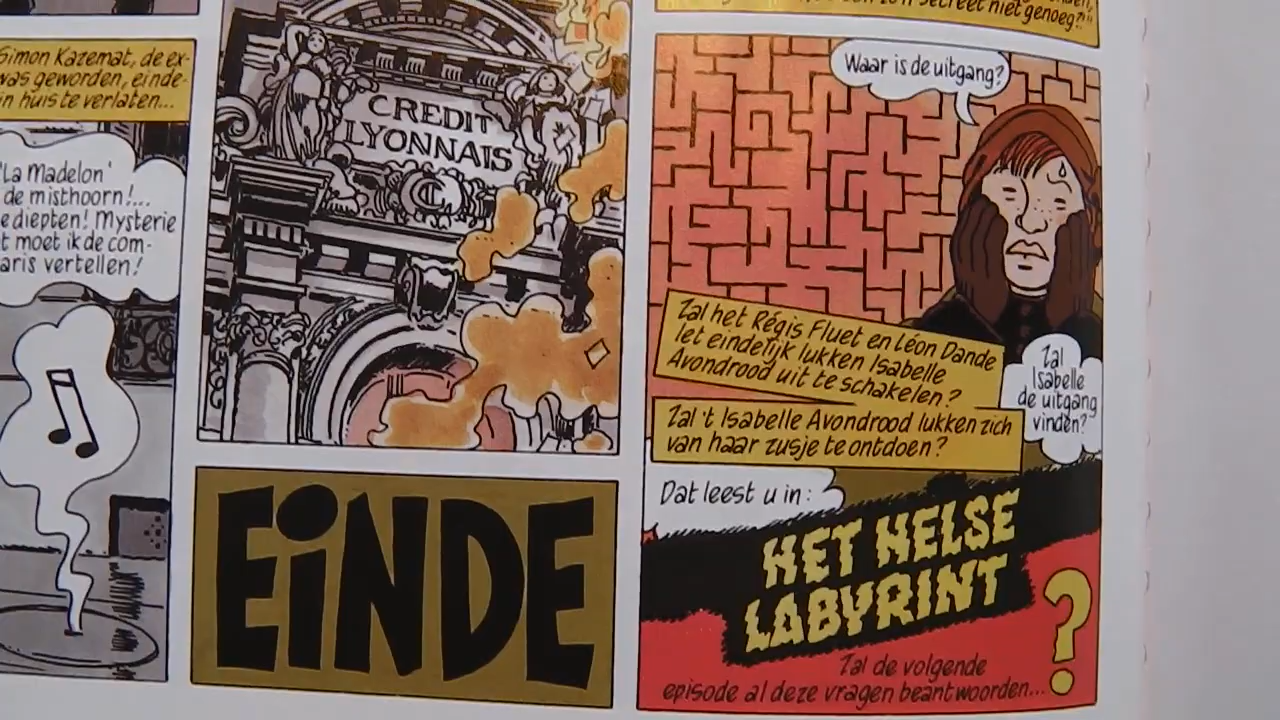 Simon Kazemat, de ex-
was geworden, einde-
in huis te verlaten...
'La Madelon'
de misthoorn!...
e diepten! Mysterie
t moet ik de com-
aris vertellen!
CREDIT
LYONNAIS
EiNDE
secreet niet genoeg?"
Waar is de uitgang?
Zal het Régis Fluet en Léon Dande
let eindelijk lukken Isabelle
Avondrood uit te schakelen?
Zal
Isabelle
de uitgang
vinden?
Zal 't Isabelle Avondrood lukken zich
van haar zusje te ontdoen?
Dat leest u in:
HET HELSE
LABYRINT
?
Zal de volgende
episode al deze vragen beantwoorden...